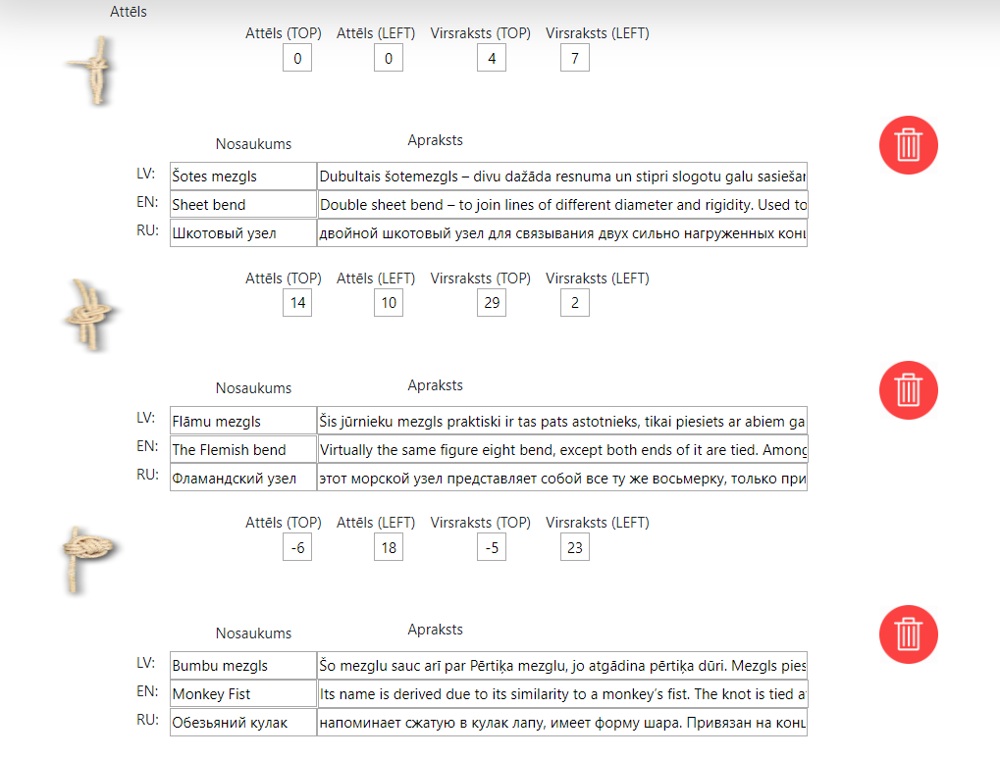 Attēls
Attēls (TOP) Attēls (LEFT) Virsraksts (TOP) Virsraksts (LEFT)
0 0 4 7
Nosaukums Apraksts
LV: Šotes mezgls Dubultais šotemezgls – divu dažāda resnuma un stipri slogotu galu sasiešan
EN: Sheet bend Double sheet bend – to join lines of different diameter and rigidity. Used to
RU: Шкотовый узел двойной шкотовый узел для связывания двух сильно нагруженных
Attēls (TOP) Attēls (LEFT) Virsraksts (TOP) Virsraksts (LEFT)
14 10 29 2
Nosaukums Apraksts
LV: Flāmu mezgls Šis jūrnieku mezgls praktiski ir tas pats astotnieks, tikai piesiets ar abiem ga
EN: The Flemish bend Virtually the same figure eight bend, except both ends of it are tied. Among
RU: Фламандский узел этот морской узел представляет собой все ту же восьмерку, только при
Attēls (TOP) Attēls (LEFT) Virsraksts (TOP) Virsraksts (LEFT)
-6 18 -5 23
Nosaukums Apraksts
LV: Bumbu mezgls Šo mezglu sauc arī par Pērtiķa mezglu, jo atgādina pērtiķa dūri. Mezgls pies
EN: Monkey Fist Its name is derived due to its similarity to a monkey's fist. The knot is tied a
RU: Обезьяний кулак напоминает сжатую в кулак лапу, имеет форму шара. Привязан на